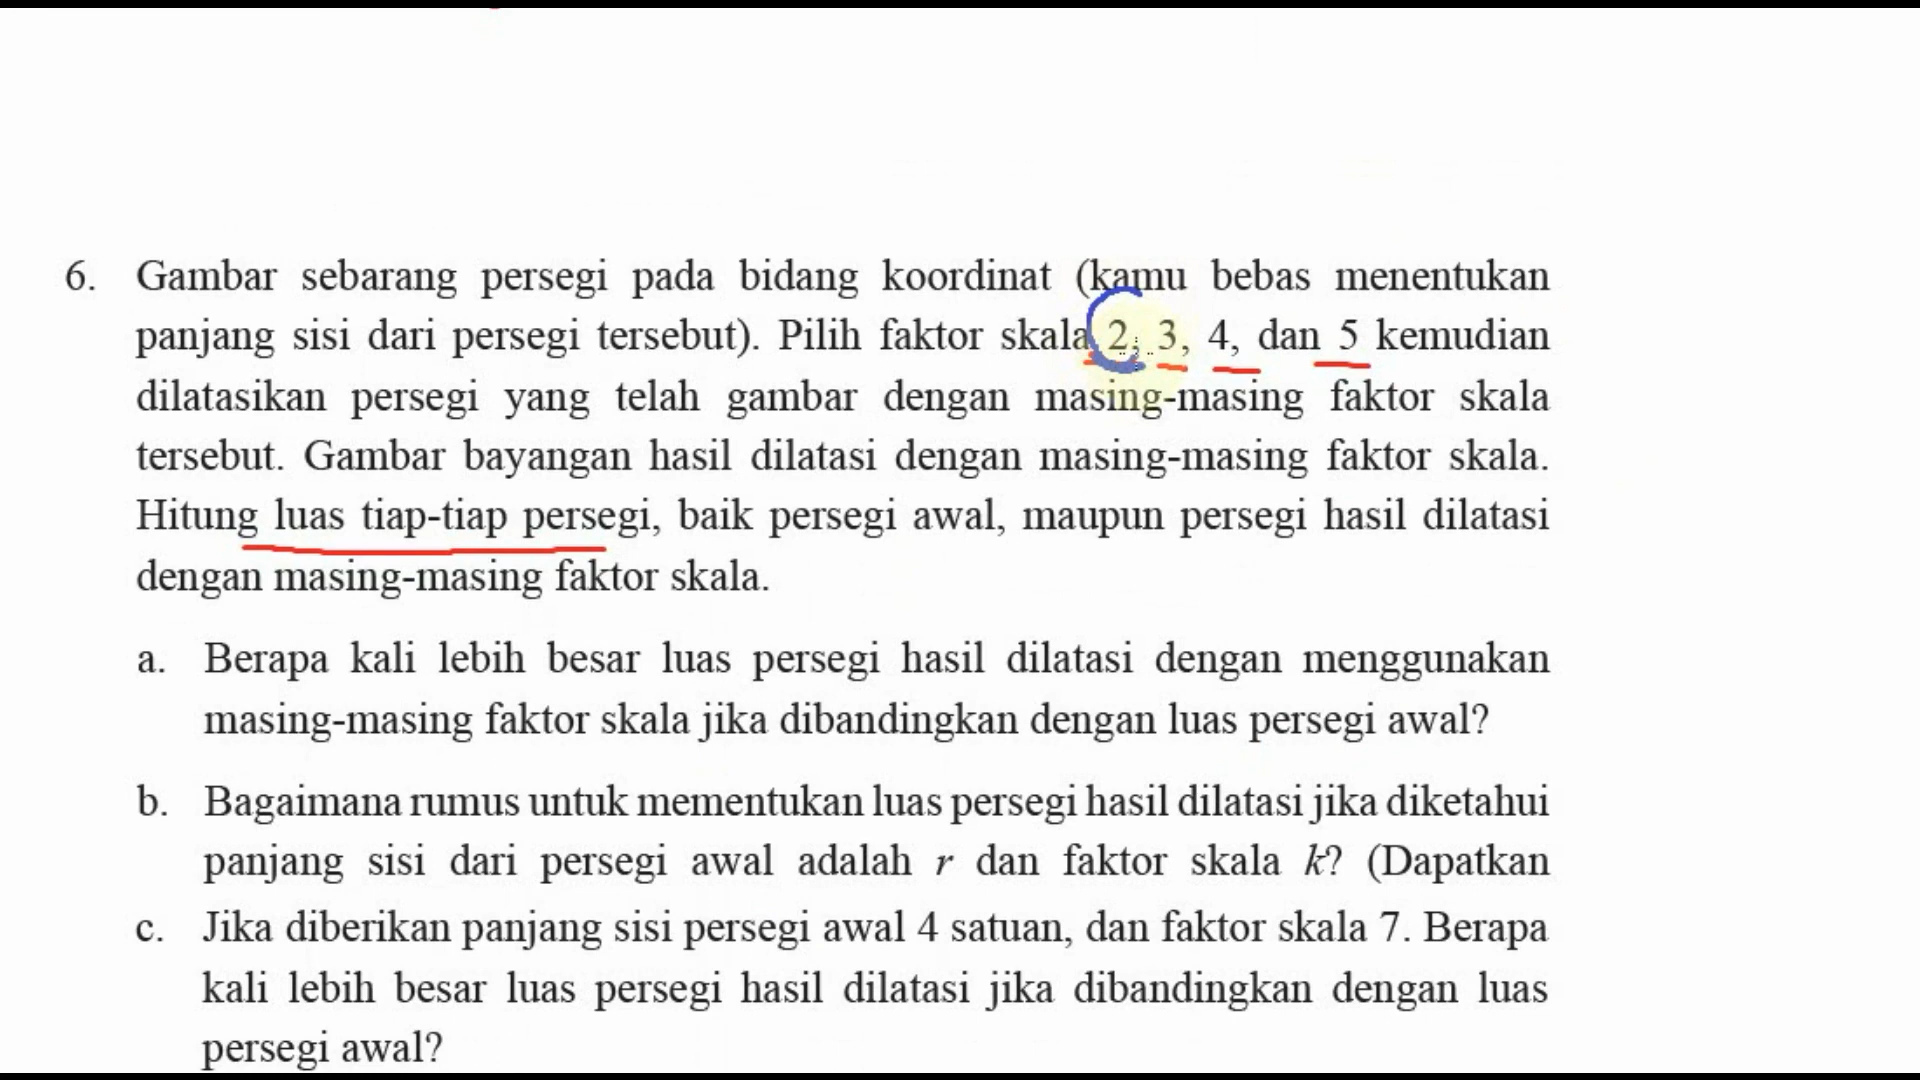 6. Gambar sebarang persegi pada bidang koordinat (kamu bebas menentukan
panjang sisi dari persegi tersebut). Pilih faktor skala 2, 3, 4, dan 5 kemudian
dilatasikan persegi yang telah gambar dengan masing-masing faktor skala
tersebut. Gambar bayangan hasil dilatasi dengan masing-masing faktor skala.
Hitung luas tiap-tiap persegi, baik persegi awal, maupun persegi hasil dilatasi
dengan masing-masing faktor skala.
a. Berapa kali lebih besar luas persegi hasil dilatasi dengan menggunakan
masing-masing faktor skala jika dibandingkan dengan luas persegi awal?
b. Bagaimana rumus untuk mementukan luas persegi hasil dilatasi jika diketahui
panjang sisi dari persegi awal adalah r dan faktor skala k? (Dapatkan
c. Jika diberikan panjang sisi persegi awal 4 satuan, dan faktor skala 7. Berapa
kali lebih besar luas persegi hasil dilatasi jika dibandingkan dengan luas
persegi awal?